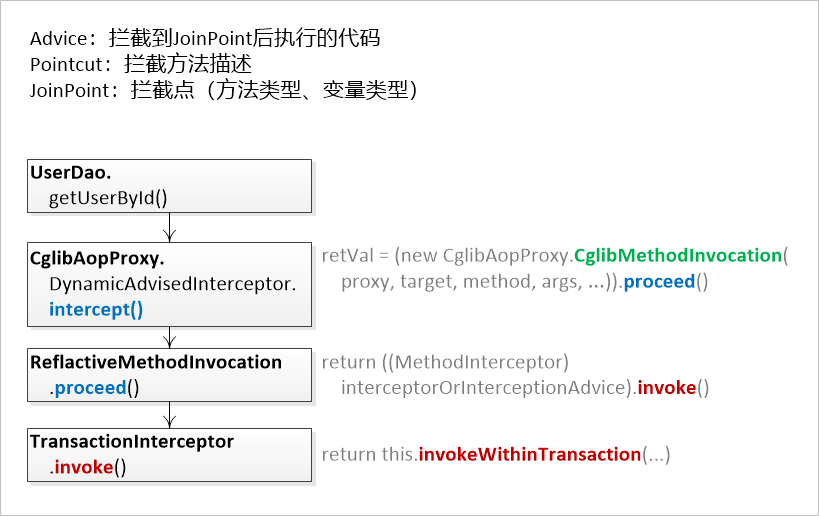 Advice：拦截到JoinPoint后执行的代码
Pointcut：拦截方法描述
JoinPoint：拦截点（方法类型、变量类型）
UserDao.
getUserById()
CglibAopProxy.
DynamicAdvisedInterceptor.
intercept()
retVal = (new CglibAopProxy.CglibMethodInvocation(
proxy, target, method, args, ...)).proceed()
ReflactiveMethodInvocation
.proceed()
return ((MethodInterceptor)
interceptorOrInterceptionAdvice).invoke()
TransactionInterceptor
.invoke()
return this.invokeWithinTransaction(...)